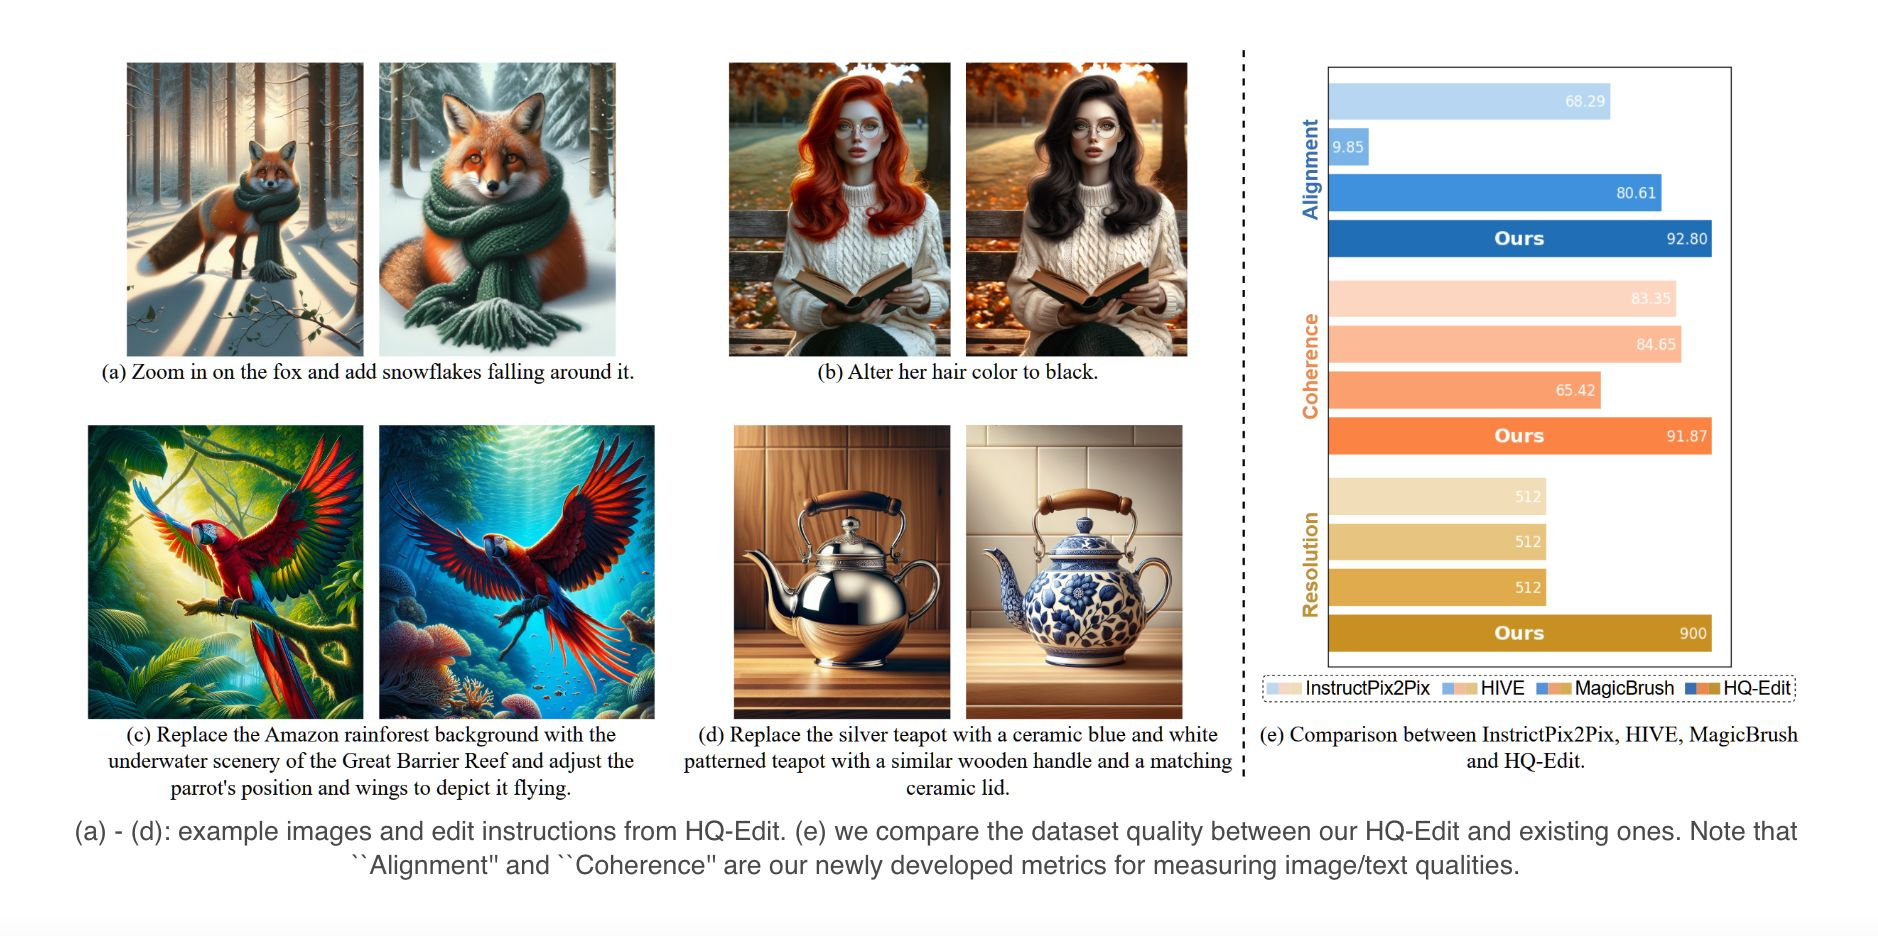 (a) Zoom in on the fox and add snowflakes falling around it.
(b) Alter her hair color to black.
(c) Replace the Amazon rainforest background with the
underwater scenery of the Great Barrier Reef and adjust the
parrot's position and wings to depict it flying.
(d) Replace the silver teapot with a ceramic blue and white
patterned teapot with a similar wooden handle and a matching
ceramic lid.
Alignment
68.29
9.85
80.61
Ours 92.80
Coherence
83.35
84.65
65.42
Ours 91.87
Resolution
512
512
512
Ours 900
InstructPix2Pix HIVE MagicBrush HQ-Edit
(e) Comparison between InstrictPix2Pix, HIVE, MagicBrush
and HQ-Edit.
(a) - (d): example images and edit instructions from HQ-Edit. (e) we compare the dataset quality between our HQ-Edit and existing ones. Note that
``Alignment'' and ``Coherence'' are our newly developed metrics for measuring image/text qualities.